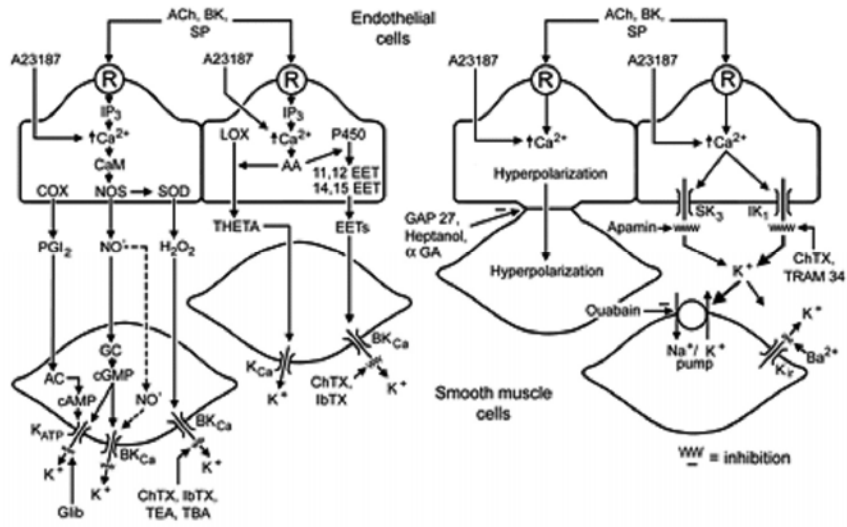 ACh, BK,
SP
Endothelial
cells
ACh, BK,
SP
A23187
A23187
A23187
A23187
R
R
R
R
IP3
IP3
↑Ca2+
LOX
↑Ca2+
P450
↑Ca2+
↑Ca2+
CaM
AA
11,12 EET
14,15 EET
Hyperpolarization
COX
NOS
SOD
SK3
IK1
GAP 27,
Heptanol,
α GA
THETA
EETs
Apamin
PGI2
NO·
H2O2
ChTX,
TRAM 34
Hyperpolarization
K+
Ouabain
K+
Na+/
pump
K+
Ba2+
Kir
GC
cGMP
AC
cAMP
NO·
KATP
BKCa
BKCa
KCa
BKCa
ChTX,
IbTX
K+
K+
Smooth muscle
cells
K+
K+
K+
Glib
ChTX, IbTX,
TEA, TBA
= inhibition